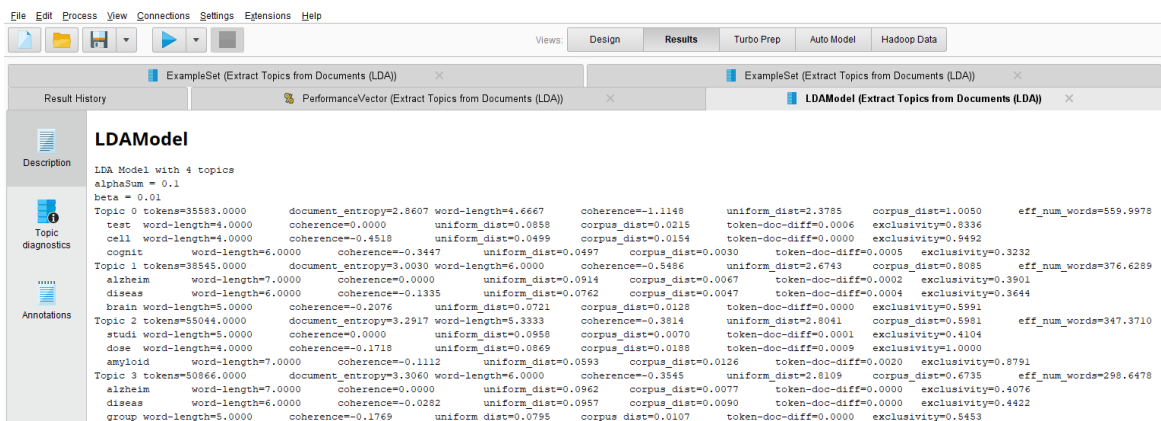 File Edit Process View Connections Settings Extensions Help
Views: Design Results Turbo Prep Auto Model Hadoop Data
ExampleSet (Extract Topics from Documents (LDA)) ExampleSet (Extract Topics from Documents (LDA))
Result History PerformanceVector (Extract Topics from Documents (LDA)) LDAModel (Extract Topics from Documents (LDA))
Description
Topic diagnostics
Annotations
LDAModel
LDA Model with 4 topics
alphaSum = 0.1
beta = 0.01
Topic 0 tokens=35583.0000 document_entropy=2.8607 word-length=4.6667 coherence=-1.1148 uniform_dist=2.3785 corpus_dist=1.0050 eff_num_words=559.9978
test word-length=4.0000 coherence=0.0000 uniform_dist=0.0858 corpus_dist=0.0215 token-doc-diff=0.0006 exclusivity=0.8336
cell word-length=4.0000 coherence=-0.4518 uniform_dist=0.0499 corpus_dist=0.0154 token-doc-diff=0.0000 exclusivity=0.9492
cognit word-length=6.0000 coherence=-0.3447 uniform_dist=0.0497 corpus_dist=0.0030 token-doc-diff=0.0005 exclusivity=0.3232
Topic 1 tokens=38545.0000 document_entropy=3.0030 word-length=6.0000 coherence=-0.5486 uniform_dist=2.6743 corpus_dist=0.8085 eff_num_words=376.6289
alzheim word-length=7.0000 coherence=0.0000 uniform_dist=0.0914 corpus_dist=0.0067 token-doc-diff=0.0002 exclusivity=0.3901
diseas word-length=6.0000 coherence=-0.1335 uniform_dist=0.0762 corpus_dist=0.0047 token-doc-diff=0.0004 exclusivity=0.3644
brain word-length=5.0000 coherence=-0.2076 uniform_dist=0.0721 corpus_dist=0.0128 token-doc-diff=0.0000 exclusivity=0.5991
Topic 2 tokens=55044.0000 document_entropy=3.2917 word-length=5.3333 coherence=-0.3814 uniform_dist=2.8041 corpus_dist=0.5981 eff_num_words=347.3710
studi word-length=5.0000 coherence=0.0000 uniform_dist=0.0958 corpus_dist=0.0070 token-doc-diff=0.0001 exclusivity=0.4104
dose word-length=4.0000 coherence=-0.1718 uniform_dist=0.0869 corpus_dist=0.0188 token-doc-diff=0.0009 exclusivity=1.0000
amyloid word-length=7.0000 coherence=-0.1112 uniform_dist=0.0593 corpus_dist=0.0126 token-doc-diff=0.0020 exclusivity=0.8791
Topic 3 tokens=50866.0000 document_entropy=3.3060 word-length=6.0000 coherence=-0.3545 uniform_dist=2.8109 corpus_dist=0.6735 eff_num_words=298.6478
alzheim word-length=7.0000 coherence=0.0000 uniform_dist=0.0962 corpus_dist=0.0077 token-doc-diff=0.0000 exclusivity=0.4076
diseas word-length=6.0000 coherence=-0.0282 uniform_dist=0.0957 corpus_dist=0.0090 token-doc-diff=0.0000 exclusivity=0.4422
group word-length=5.0000 coherence=-0.1769 uniform_dist=0.0795 corpus_dist=0.0107 token-doc-diff=0.0000 exclusivity=0.5453